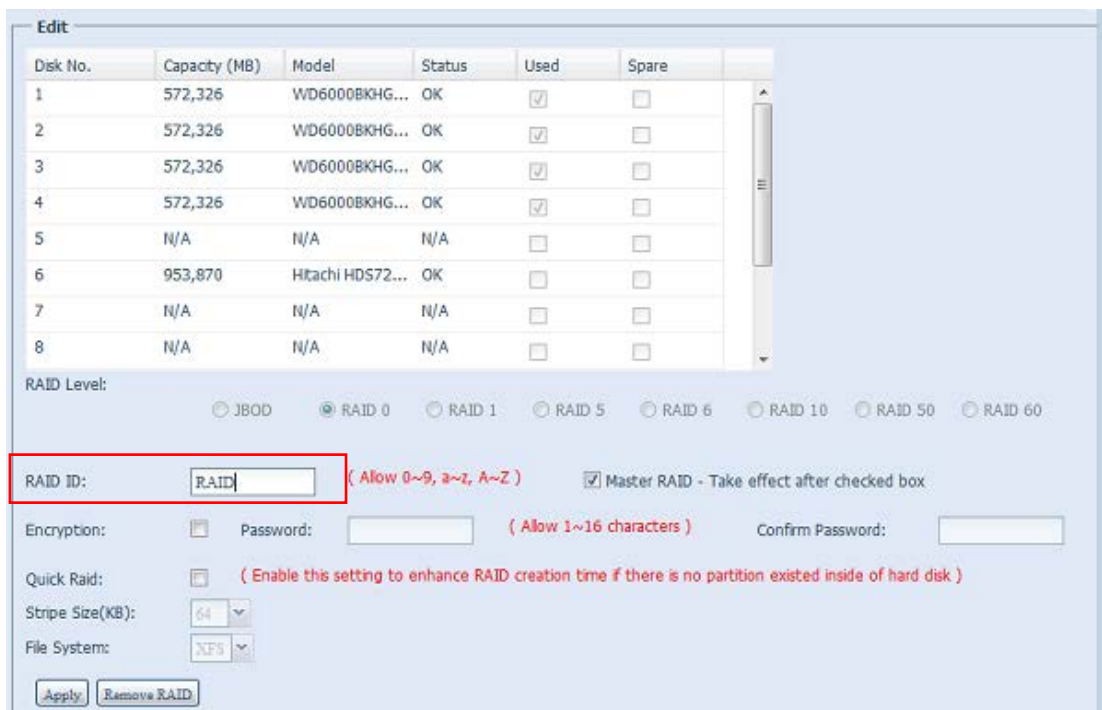 Edit
Disk No. Capacity (MB) Model Status Used Spare
1 572,326 WD6000BKHG... OK
2 572,326 WD6000BKHG... OK
3 572,326 WD6000BKHG... OK
4 572,326 WD6000BKHG... OK
5 N/A N/A N/A
6 953,870 Hitachi HDS72... OK
7 N/A N/A N/A
8 N/A N/A N/A
RAID Level:
JBOD RAID 0 RAID 1 RAID 5 RAID 6 RAID 10 RAID 50 RAID 60
RAID ID: RAID ( Allow 0~9, a~z, A~Z ) Master RAID - Take effect after checked box
Encryption: Password: ( Allow 1~16 characters ) Confirm Password:
Quick Raid: ( Enable this setting to enhance RAID creation time if there is no partition existed inside of hard disk )
Stripe Size(KB): 64
File System: XFS
Apply Remove RAID